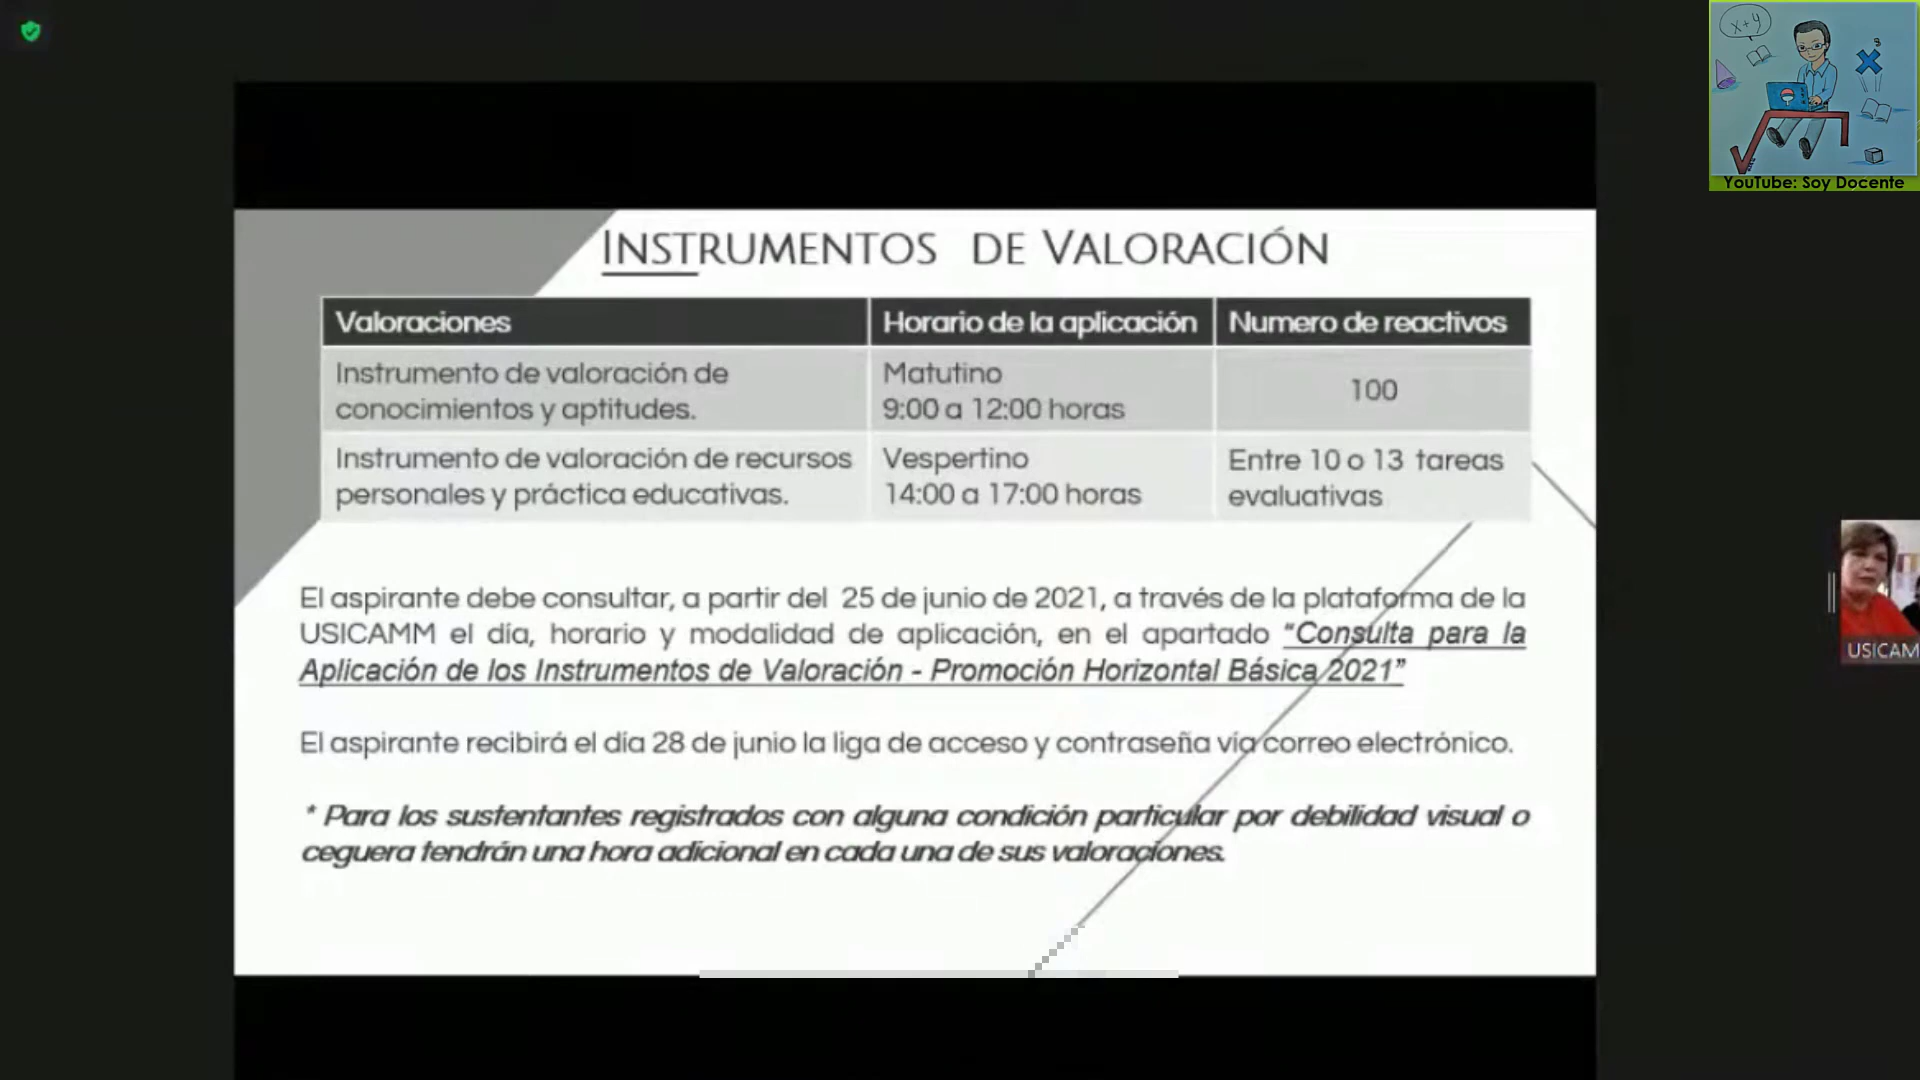 x+y
3
YouTube: Soy Docente
INSTRUMENTOS DE VALORACIÓN
Valoraciones
Horario de la aplicación
Numero de reactivos
Instrumento de valoración de
conocimientos y aptitudes.
Matutino
9:00 a 12:00 horas
100
Instrumento de valoración de recursos
personales y práctica educativas.
Vespertino
14:00 a 17:00 horas
Entre 10 o 13 tareas
evaluativas
El aspirante debe consultar, a partir del 25 de junio de 2021, a través de la plataforma de la
USICAMM el día, horario y modalidad de aplicación, en el apartado “Consulta para la
Aplicación de los Instrumentos de Valoración - Promoción Horizontal Básica 2021”
El aspirante recibirá el día 28 de junio la liga de acceso y contraseña vía correo electrónico.
* Para los sustentantes registrados con alguna condición particular por debilidad visual o
ceguera tendrán una hora adicional en cada una de sus valoraciones.
USICAM